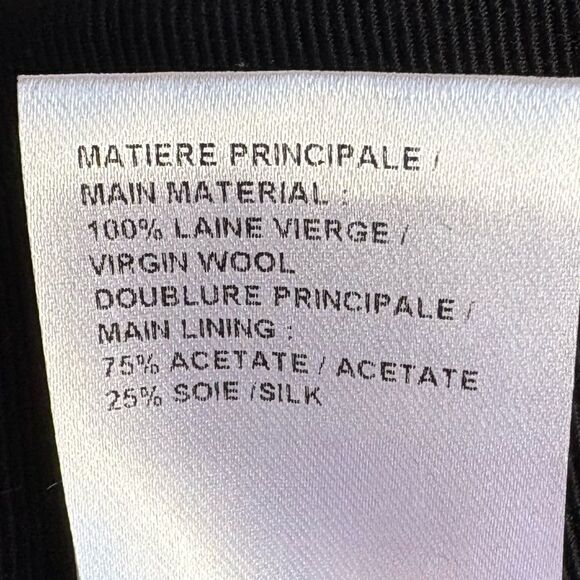 MATIERE PRINCIPALE /
MAIN MATERIAL :
100% LAINE VIERGE /
VIRGIN WOOL
DOUBLURE PRINCIPALE /
MAIN LINING :
75% ACETATE / ACETATE
25% SOIE /SILK